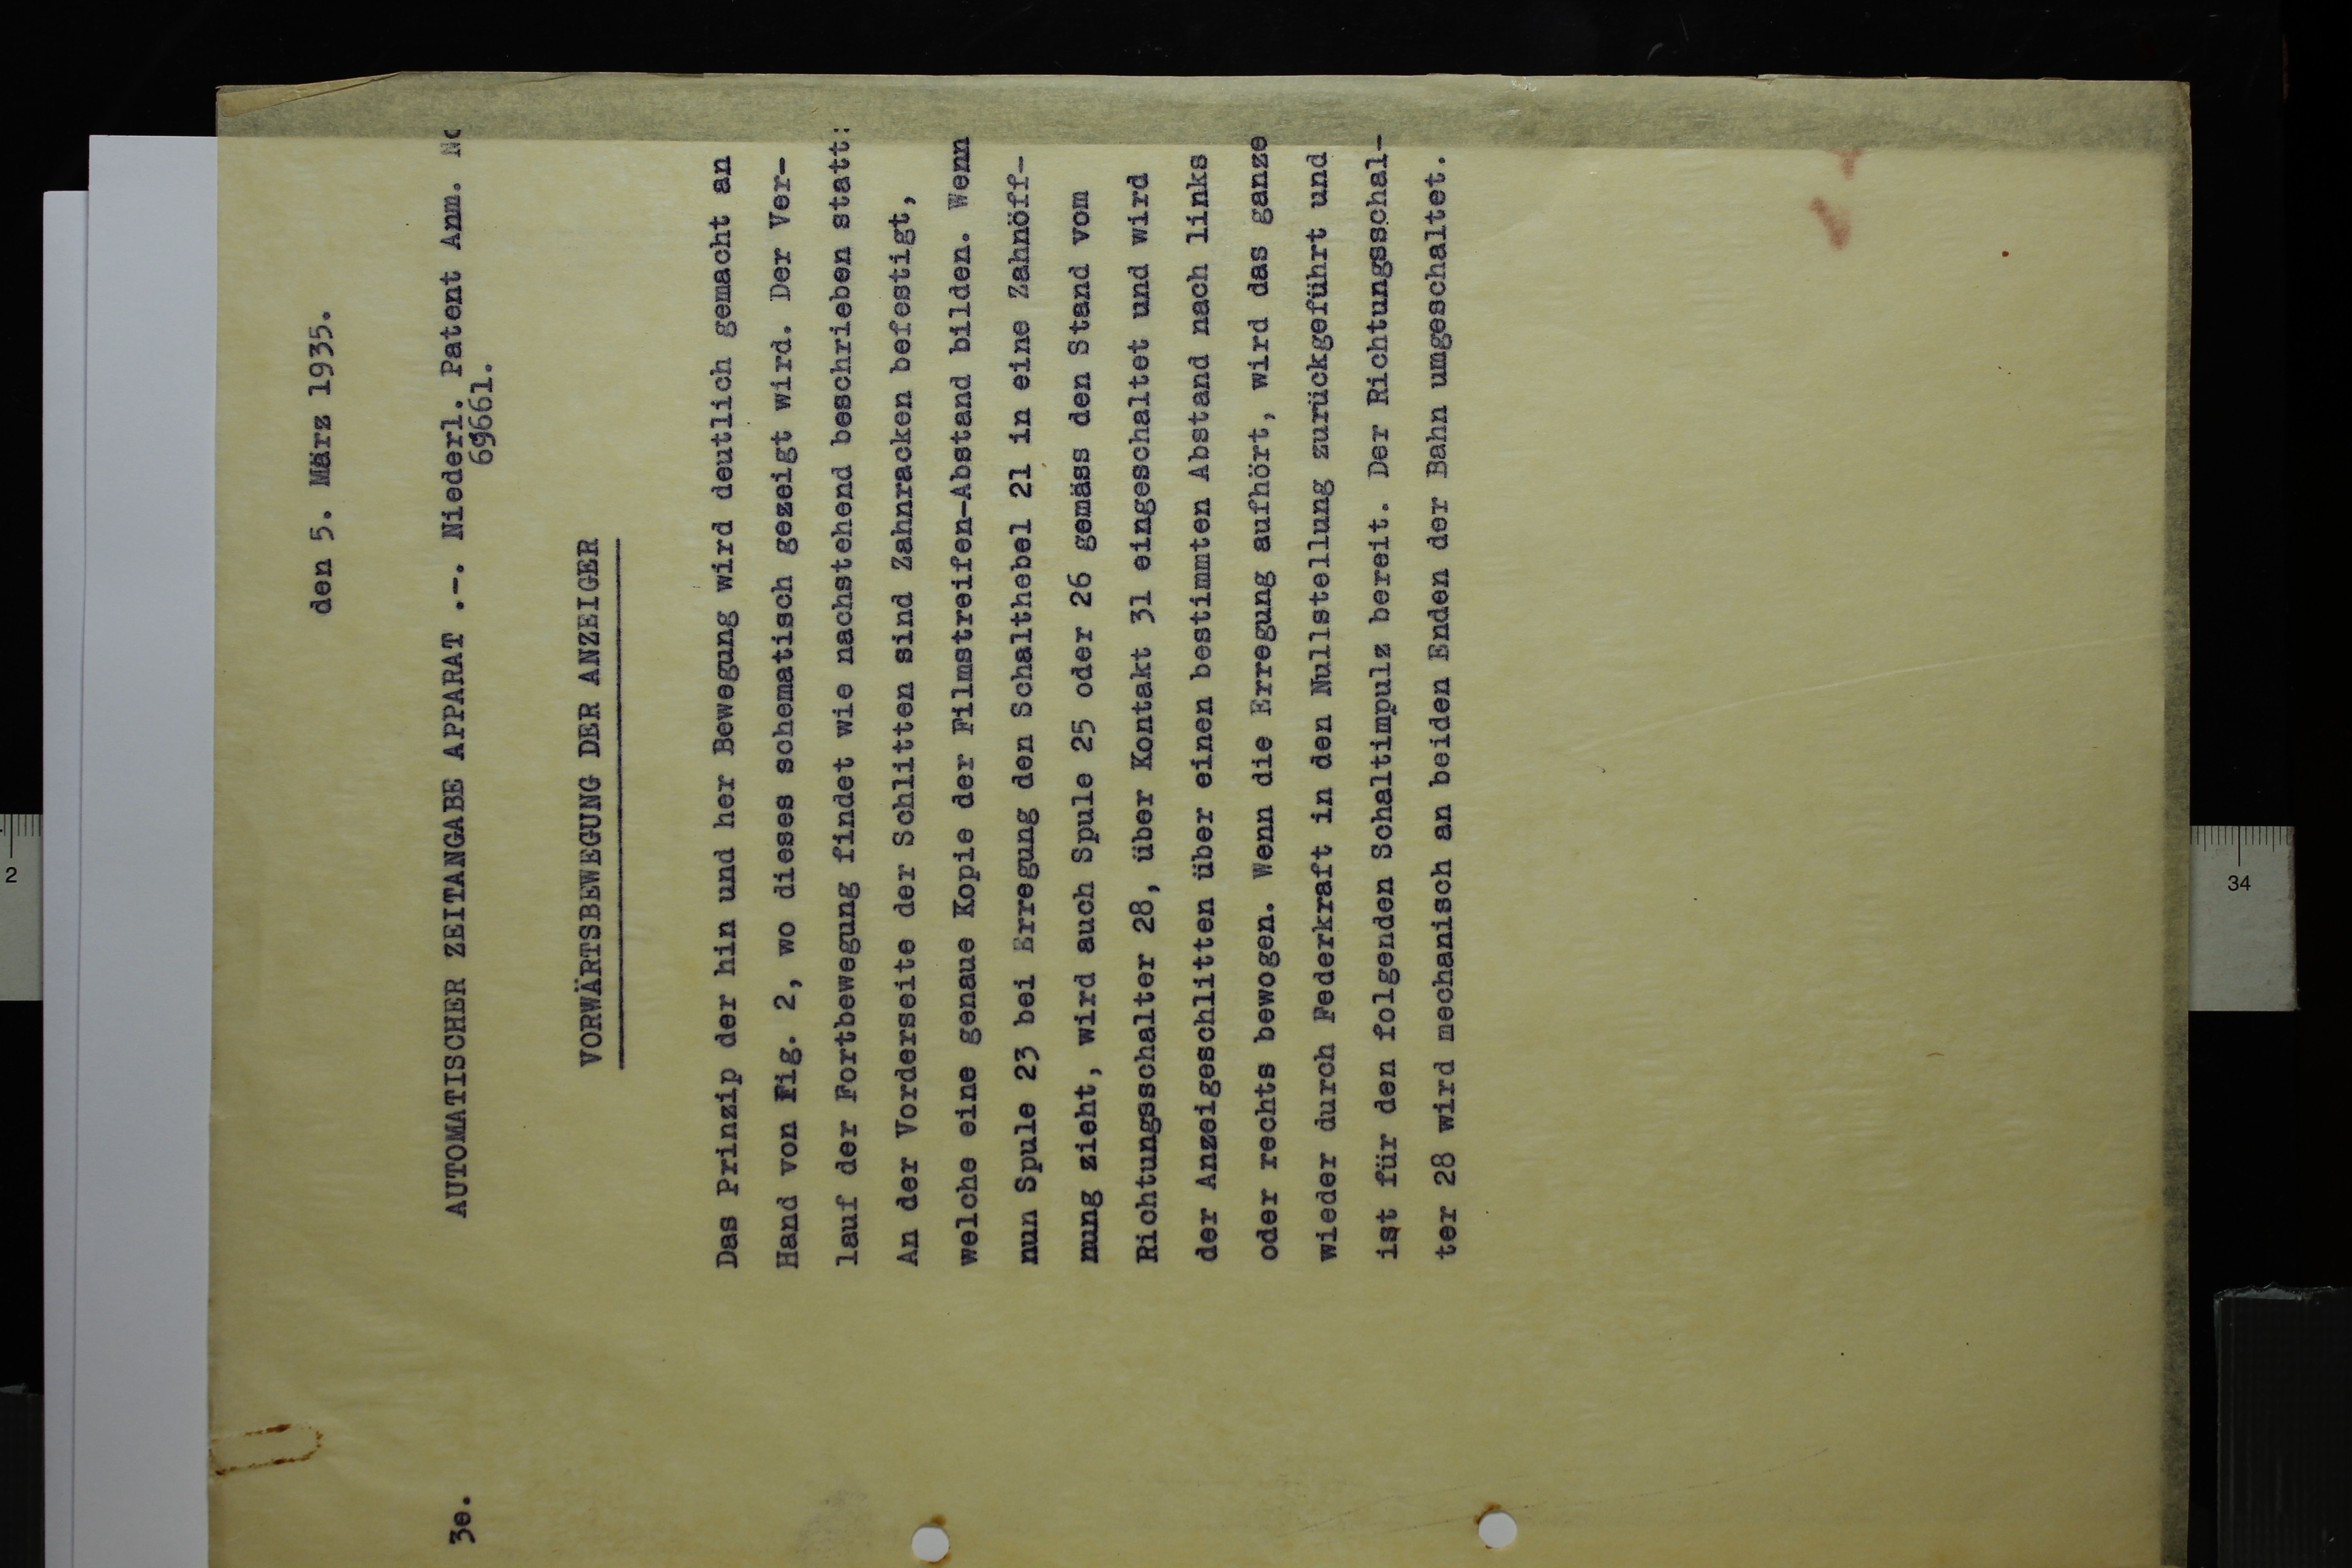 den 5. März 1935.
3e.
AUTOMATISCHER ZEITANGABE APPARAT .-. Niederl. Patent Anm. No
69661.
VORWÄRTSBEWEGUNG DER ANZEIGER
Das Prinzip der hin und her Bewegung wird deutlich gemacht an
Hand von Fig. 2, wo dieses schematisch gezeigt wird. Der Ver-
lauf der Fortbewegung findet wie nachstehend beschrieben statt:
An der Vorderseite der Schlitten sind Zahnracken befestigt,
welche eine genaue Kopie der Filmstreifen-Abstand bilden. Wenn
nun Spule 23 bei Erregung den Schalthebel 21 in eine Zahnöff-
nung zieht, wird auch Spule 25 oder 26 gemäss den Stand vom
Richtungsschalter 28, über Kontakt 31 eingeschaltet und wird
der Anzeigeschlitten über einen bestimmten Abstand nach links
oder rechts bewogen. Wenn die Erregung aufhört, wird das ganze
wieder durch Federkraft in den Nullstellung zurückgeführt und
ist für den folgenden Schaltimpulz bereit. Der Richtungsschal-
ter 28 wird mechanisch an beiden Enden der Bahn umgeschaltet.
2
34